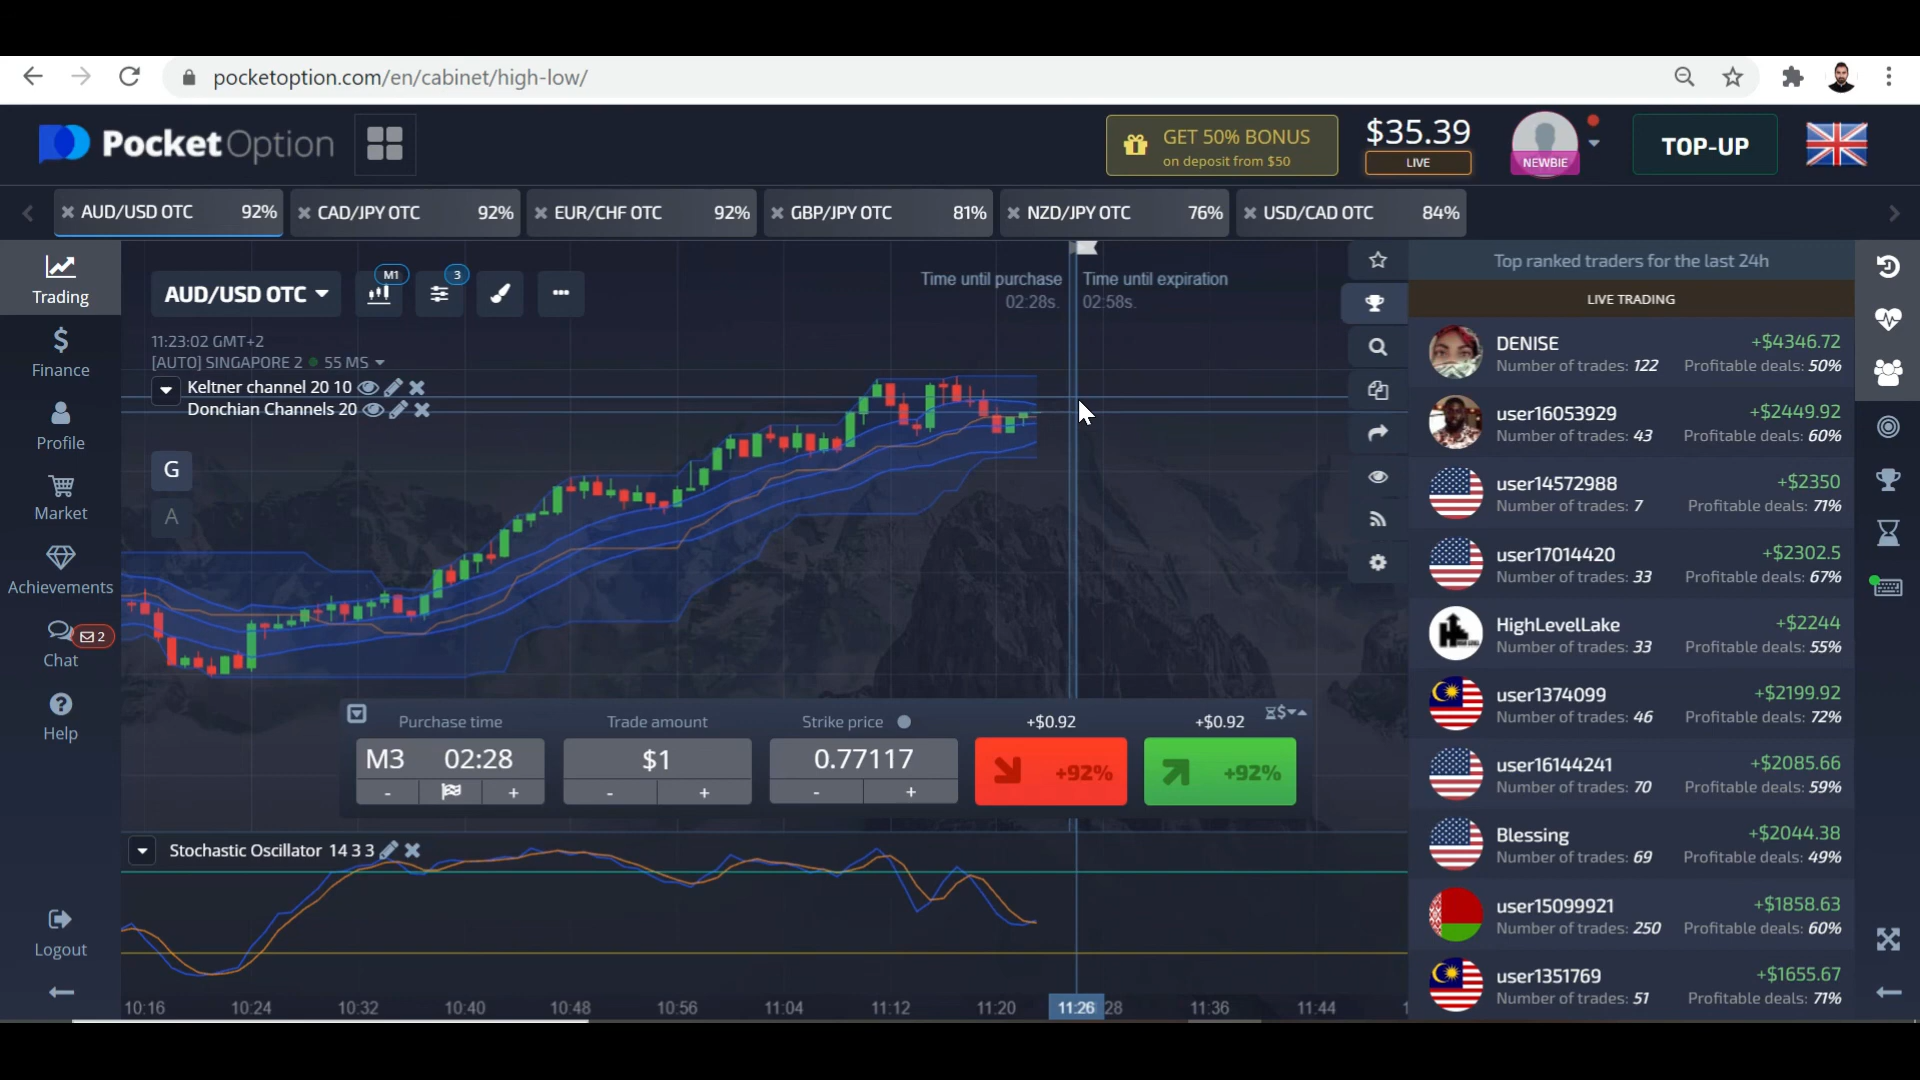 pocketoption.com/en/cabinet/high-low/
PocketOption
GET 50% BONUS
on deposit from $50
$35.39
LIVE
NEWBIE
TOP-UP
AUD/USD OTC 92%
CAD/JPY OTC 92%
EUR/CHF OTC 92%
GBP/JPY OTC 81%
NZD/JPY OTC 76%
USD/CAD OTC 84%
Trading
Finance
Profile
Market
Achievements
2
Chat
Help
Logout
AUD/USD OTC
M1
3
11:23:02 GMT+2
[AUTO] SINGAPORE 2 55 MS
Keltner channel 20 10
Donchian Channels 20
G
A
Time until purchase
02:28s.
Time until expiration
02:58s.
Purchase time
M3 02:28
- +
Trade amount
$1
- +
Strike price
0.77117
- +
+$0.92
+92%
+$0.92
+92%
Stochastic Oscillator 14 3 3
10:16 10:24 10:32 10:40 10:48 10:56 11:04 11:12 11:20 11:26 28 11:36 11:44
Top ranked traders for the last 24h
LIVE TRADING
DENISE +$4346.72
Number of trades: 122 Profitable deals: 50%
user16053929 +$2449.92
Number of trades: 43 Profitable deals: 60%
user14572988 +$2350
Number of trades: 7 Profitable deals: 71%
user17014420 +$2302.5
Number of trades: 33 Profitable deals: 67%
HighLevelLake +$2244
Number of trades: 33 Profitable deals: 55%
user1374099 +$2199.92
Number of trades: 46 Profitable deals: 72%
user16144241 +$2085.66
Number of trades: 70 Profitable deals: 59%
Blessing +$2044.38
Number of trades: 69 Profitable deals: 49%
user15099921 +$1858.63
Number of trades: 250 Profitable deals: 60%
user1351769 +$1655.67
Number of trades: 51 Profitable deals: 71%